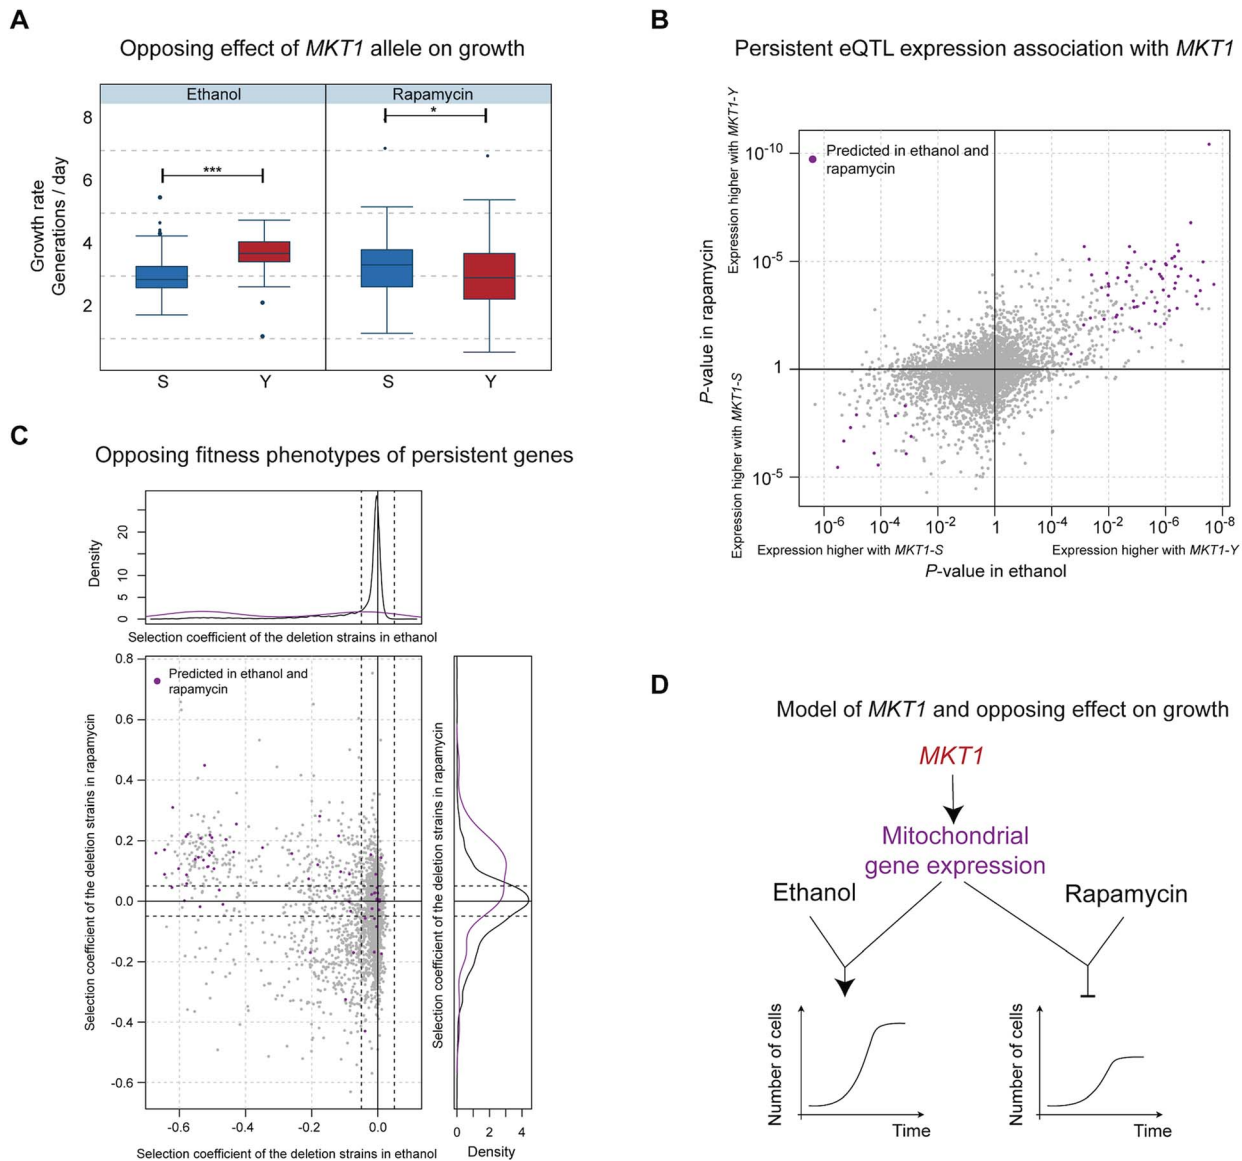 A
Opposing effect of MKT1 allele on growth
Ethanol
Rapamycin
***
*
8
6
4
2
Growth rate
Generations / day
S
Y
S
Y
B
Persistent eQTL expression association with MKT1
Predicted in ethanol and
rapamycin
Expression higher with MKT1-Y
Expression higher with MKT1-S
P-value in rapamycin
10-10
10-5
1
10-5
10-6
10-4
10-2
1
10-4
10-2
10-6
10-8
Expression higher with MKT1-S
Expression higher with MKT1-Y
P-value in ethanol
C
Opposing fitness phenotypes of persistent genes
Density
20
10
5
0
Selection coefficient of the deletion strains in ethanol
Predicted in ethanol and
rapamycin
Selection coefficient of the deletion strains in rapamycin
0.8
0.6
0.4
0.2
0.0
-0.2
-0.4
-0.6
-0.6
-0.4
-0.2
0.0
Selection coefficient of the deletion strains in ethanol
Selection coefficient of the deletion strains in rapamycin
0
2
4
Density
D
Model of MKT1 and opposing effect on growth
MKT1
Mitochondrial
gene expression
Ethanol
Rapamycin
Number of cells
Time
Number of cells
Time